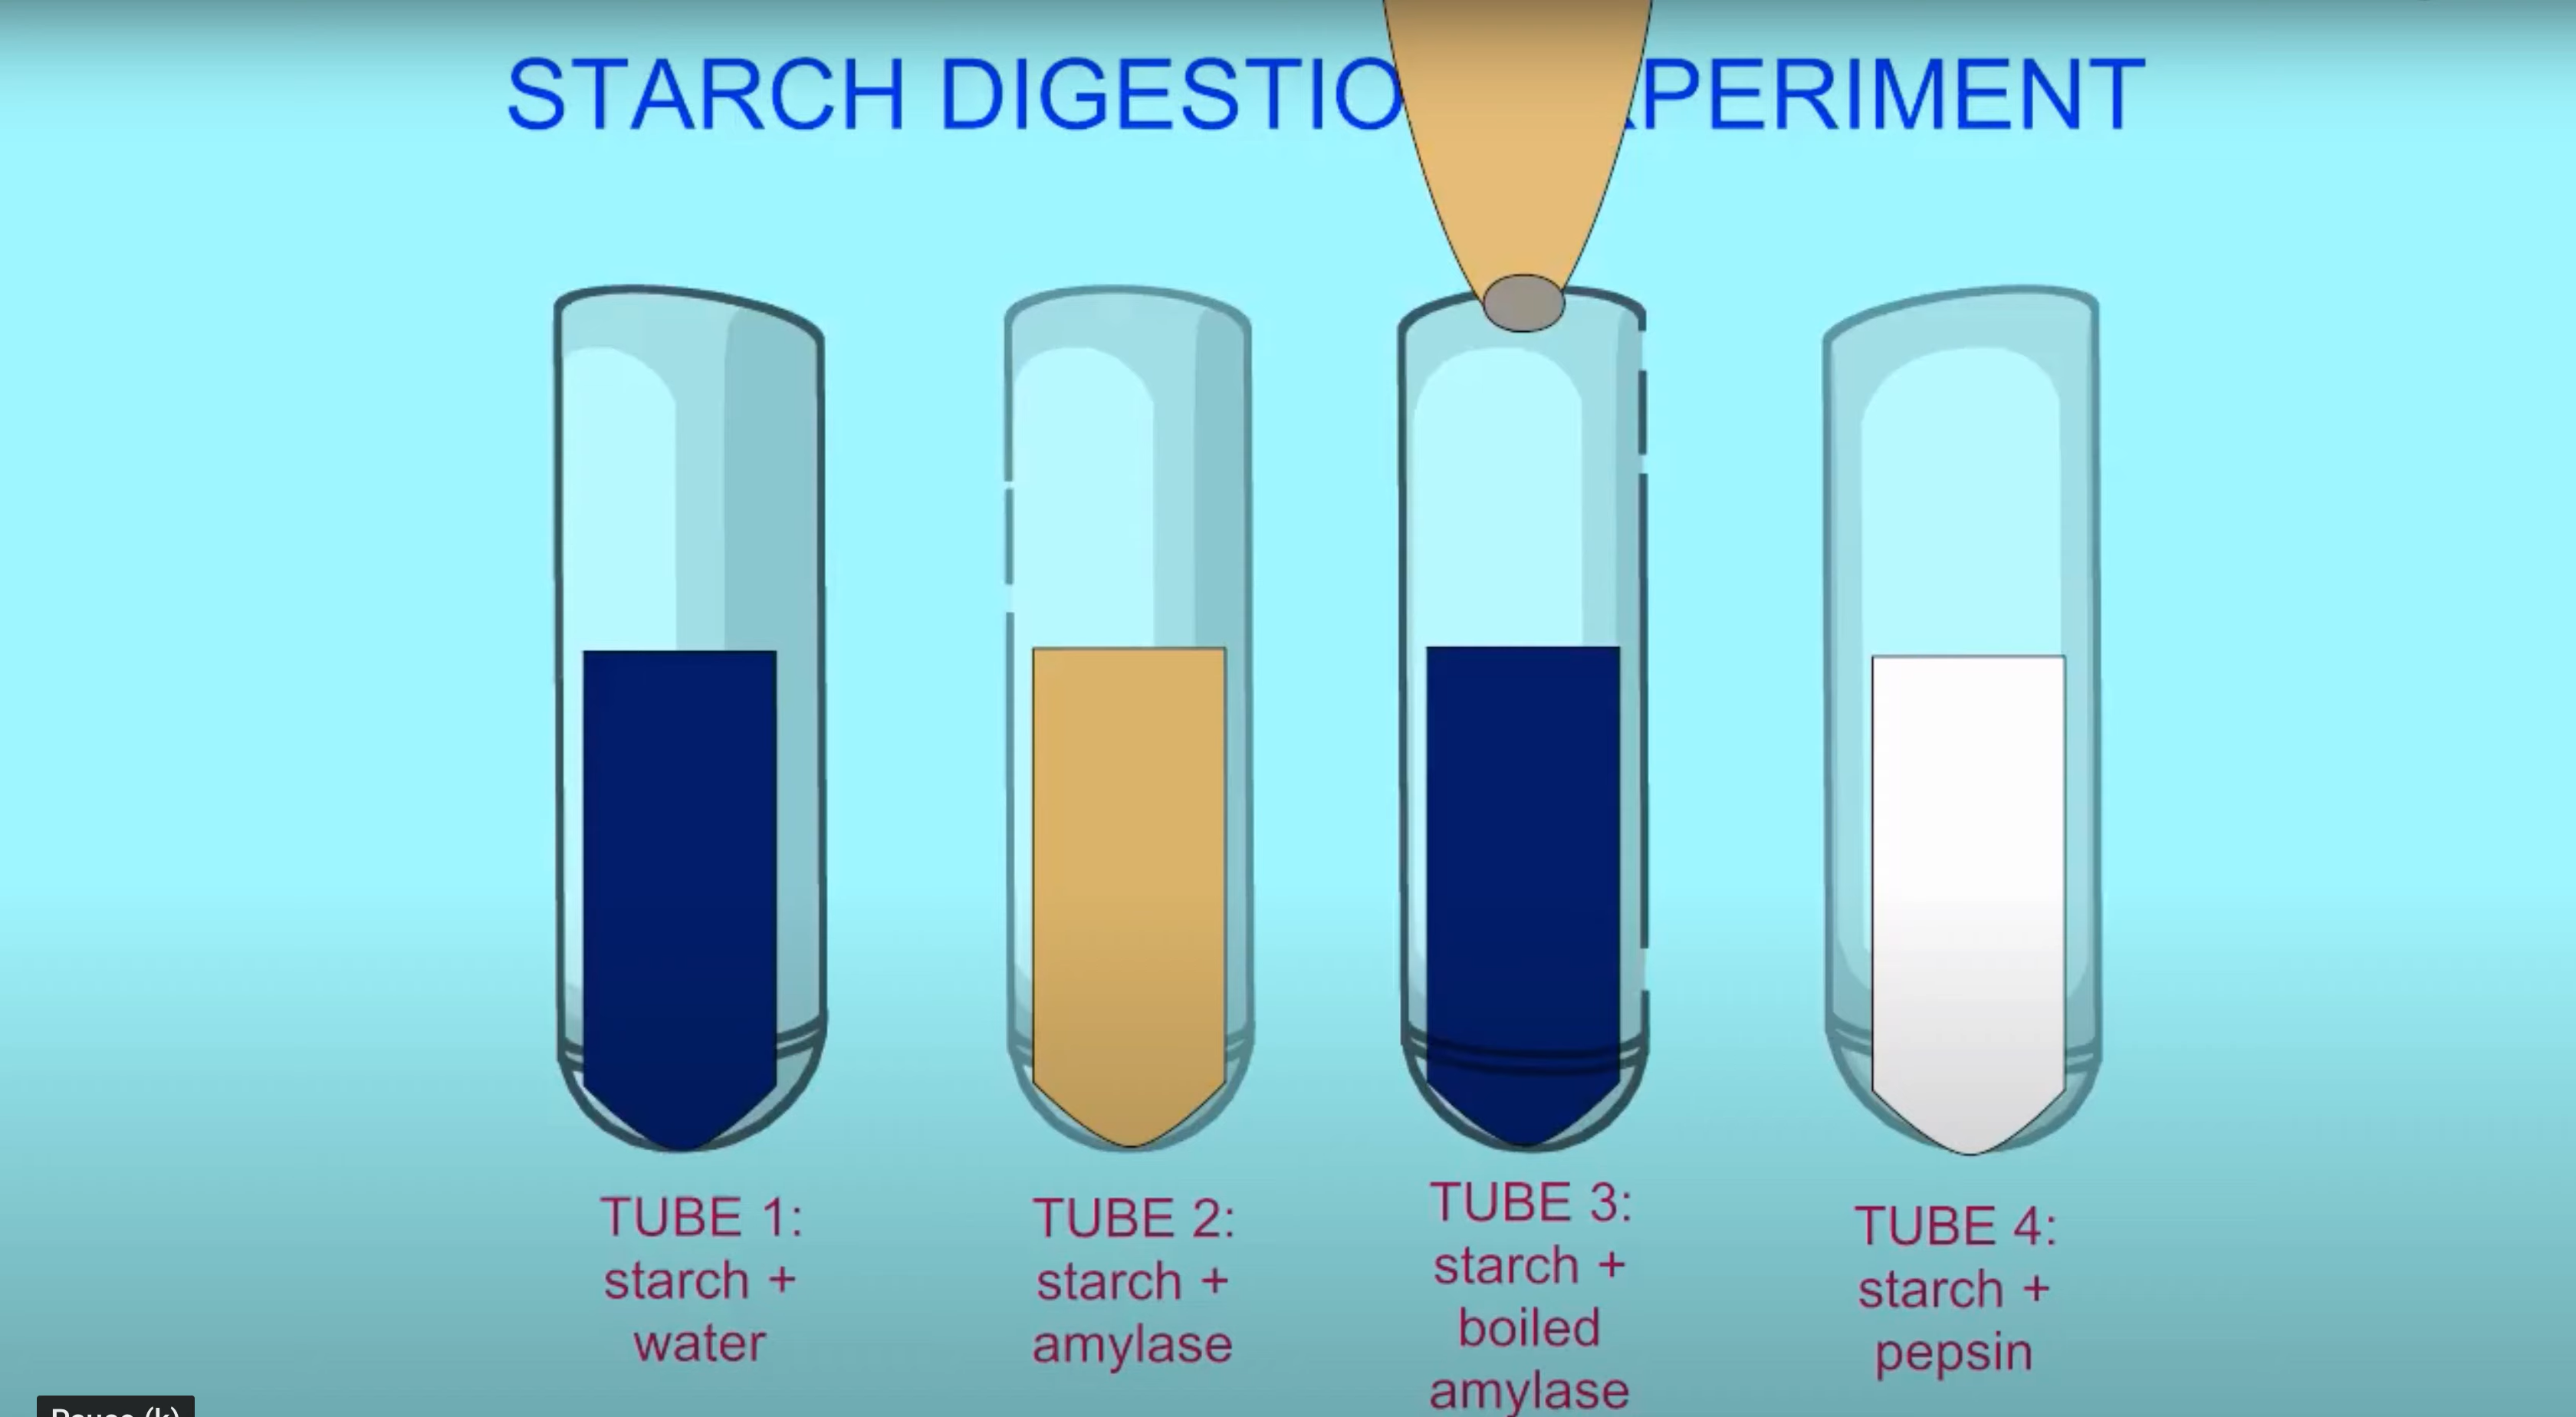 STARCH DIGESTIO PERIMENT
TUBE 1:
starch +
water
TUBE 2:
starch +
amylase
TUBE 3:
starch +
boiled
amylase
TUBE 4:
starch +
pepsin
Pause (k)